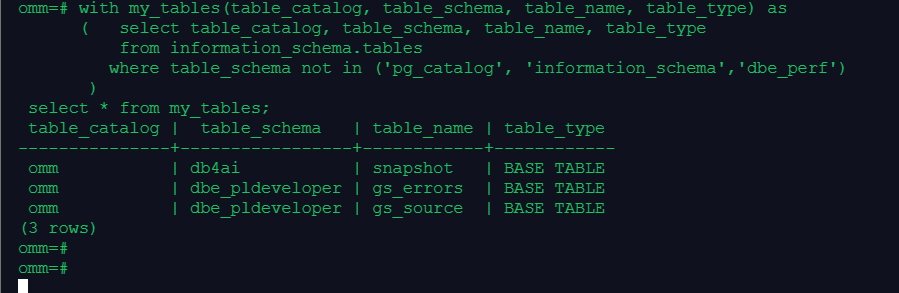 omm=# with my_tables(table_catalog, table_schema, table_name, table_type) as
(   select table_catalog, table_schema, table_name, table_type
from information_schema.tables
where table_schema not in ('pg_catalog', 'information_schema','dbe_perf')
)
select * from my_tables;
table_catalog |  table_schema   | table_name | table_type
---------------+-----------------+------------+------------
omm           | db4ai           | snapshot   | BASE TABLE
omm           | dbe_pldeveloper | gs_errors  | BASE TABLE
omm           | dbe_pldeveloper | gs_source  | BASE TABLE
(3 rows)
omm=#
omm=#